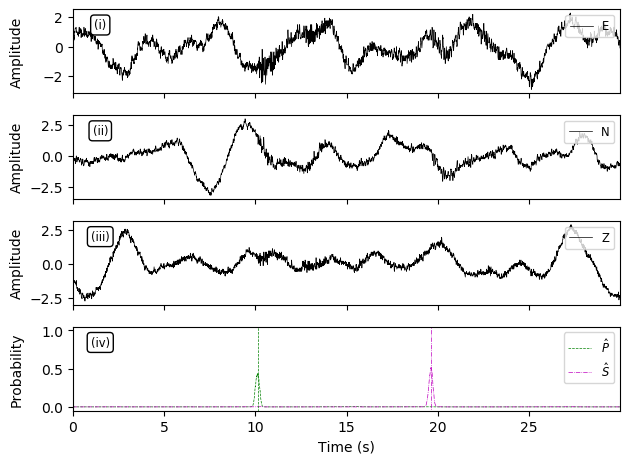 (i)
E
2
0
−2
Amplitude
(ii)
N
2.5
0.0
−2.5
Amplitude
(iii)
Z
2.5
0.0
−2.5
Amplitude
(iv)
P̂
Ŝ
1.0
0.5
0.0
Probability
0 5 10 15 20 25
Time (s)